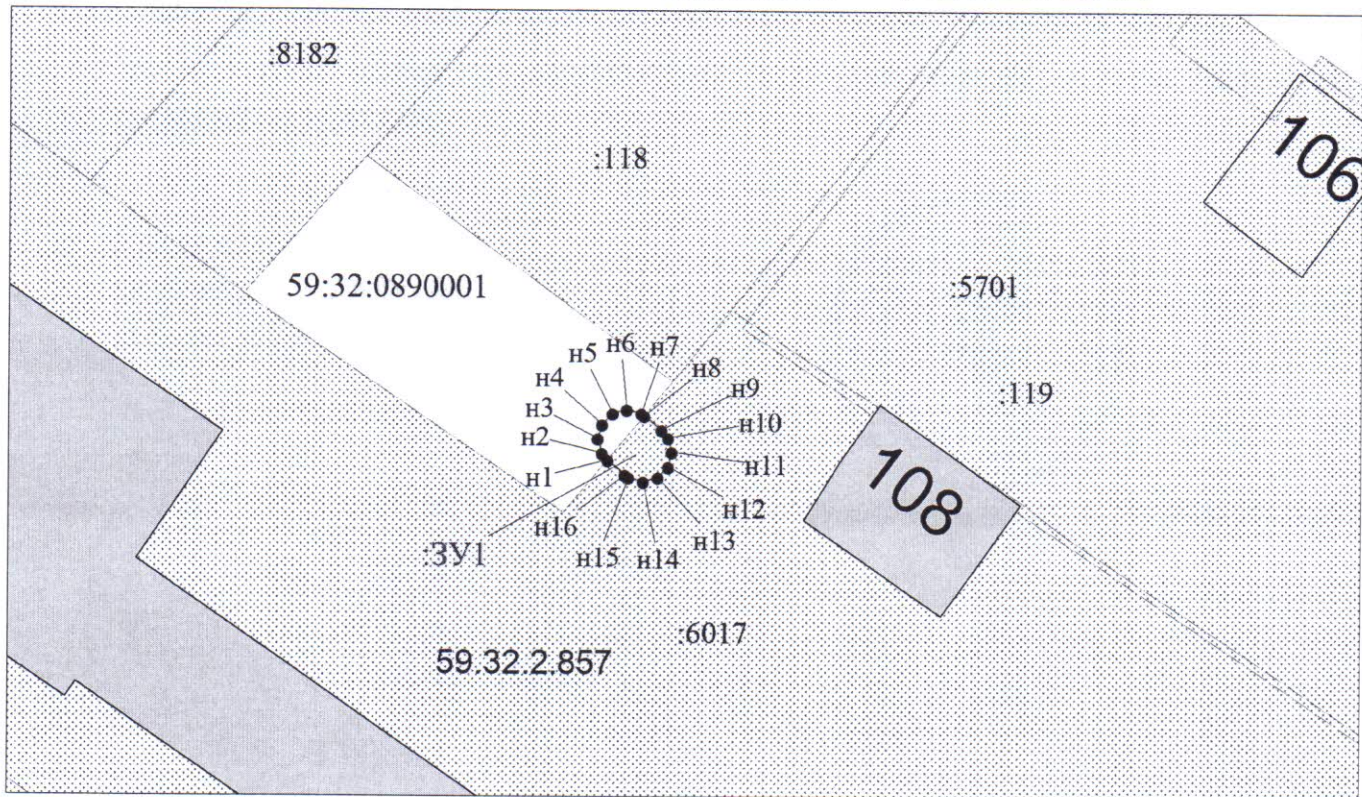 :8182
:118
106
59:32:0890001
:5701
н6
н7
н5
н8
н4
н9
:119
н3
н10
н2
н11
н1
108
н12
н16
н13
:ЗУ1
н15
н14
:6017
59.32.2.857